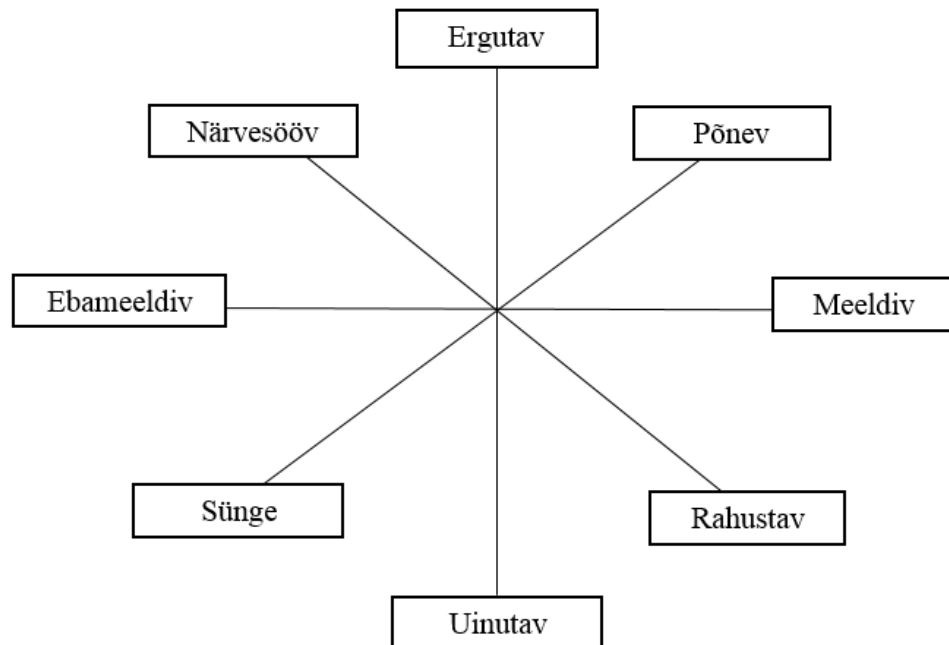 Ergutav
Närvesööv
Põnev
Ebameeldiv
Meeldiv
Sünge
Rahustav
Uinutav